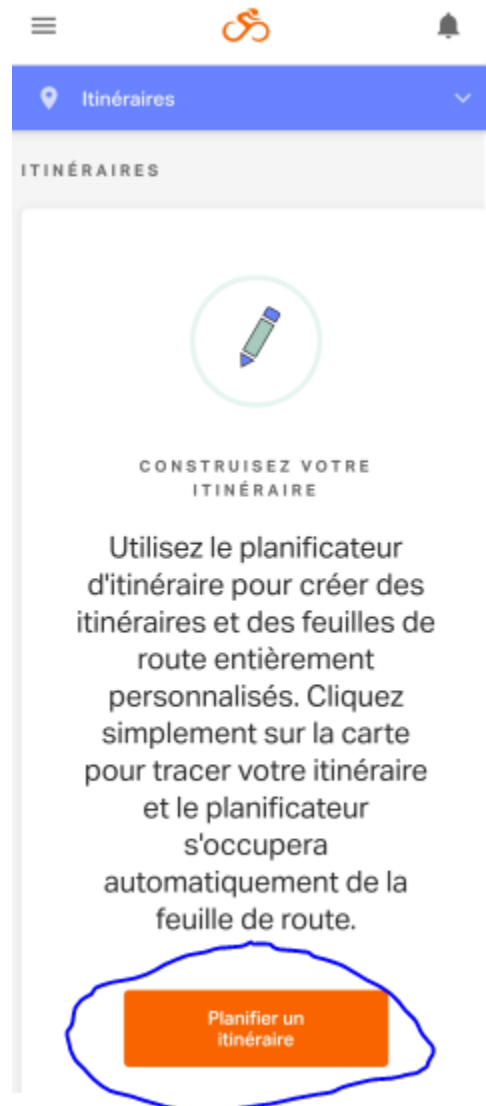 Itinéraires
ITINÉRAIRES
CONSTRUISEZ VOTRE
ITINÉRAIRE
Utilisez le planificateur
d'itinéraire pour créer des
itinéraires et des feuilles de
route entièrement
personnalisés. Cliquez
simplement sur la carte
pour tracer votre itinéraire
et le planificateur
s'occupera
automatiquement de la
feuille de route.
Planifier un
itinéraire